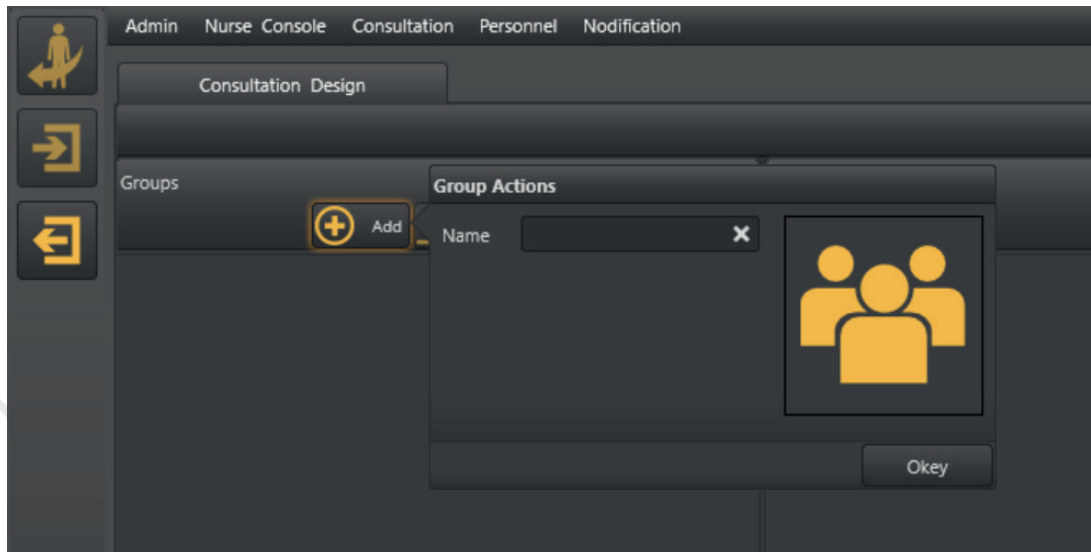 Admin Nurse Console Consultation Personnel Nodification
Consultation Design
Groups
Group Actions
Add
Name
Okey